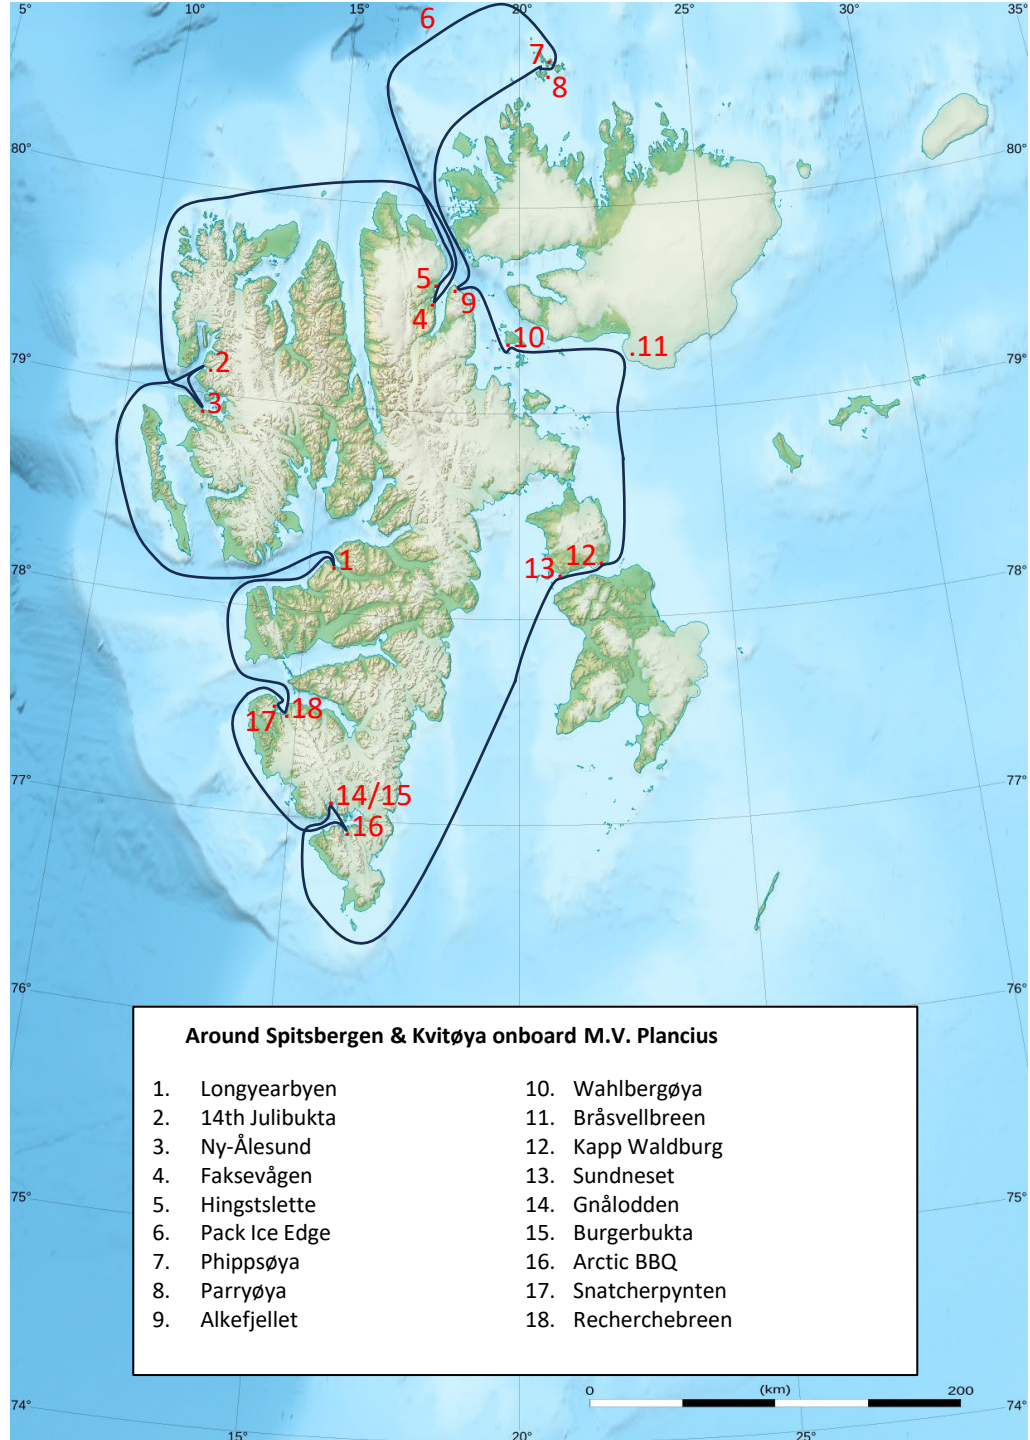 5° 10° 15° 20° 25° 30° 35°
6
7
8
80° 80°
5
4
9
10
11
2
3
79° 79°
1
12
13
78° 78°
17
18
14/15
16
77° 77°
76° 76°
Around Spitsbergen & Kvitøya onboard M.V. Plancius
1. Longyearbyen
2. 14th Julibukta
3. Ny-Ålesund
4. Faksevågen
5. Hingstslette
6. Pack Ice Edge
7. Phippsøya
8. Parryøya
9. Alkefjellet
10. Wahlbergøya
11. Bråsvellbreen
12. Kapp Waldburg
13. Sundneset
14. Gnålodden
15. Burgerbukta
16. Arctic BBQ
17. Snatcherpynten
18. Recherchebreen
75° 75°
0 (km) 200
74° 74°
15° 20° 25°